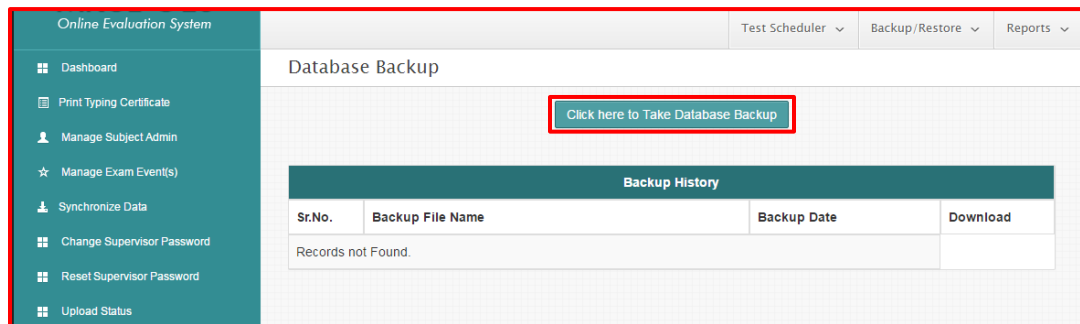 Online Evaluation System
Test Scheduler Backup/Restore Reports
Dashboard
Print Typing Certificate
Manage Subject Admin
Manage Exam Event(s)
Synchronize Data
Change Supervisor Password
Reset Supervisor Password
Upload Status
Database Backup
Click here to Take Database Backup
Backup History
Sr.No. Backup File Name Backup Date Download
Records not Found.